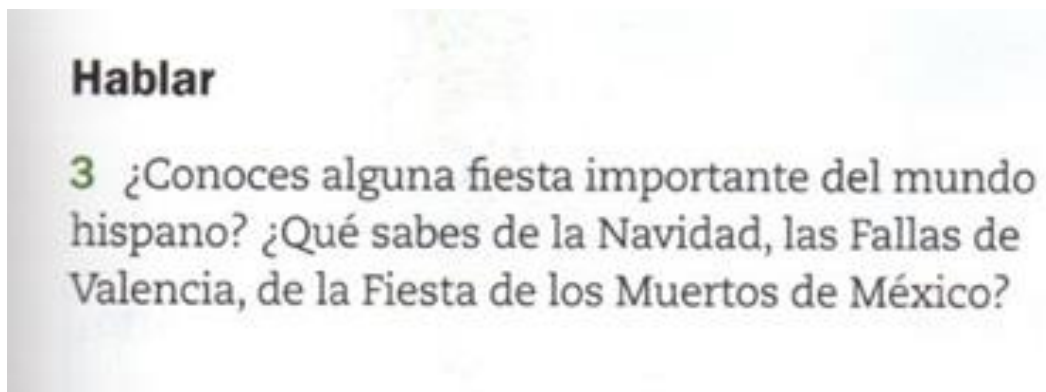 Hablar
3 ¿Conoces alguna fiesta importante del mundo
hispano? ¿Qué sabes de la Navidad, las Fallas de
Valencia, de la Fiesta de los Muertos de México?